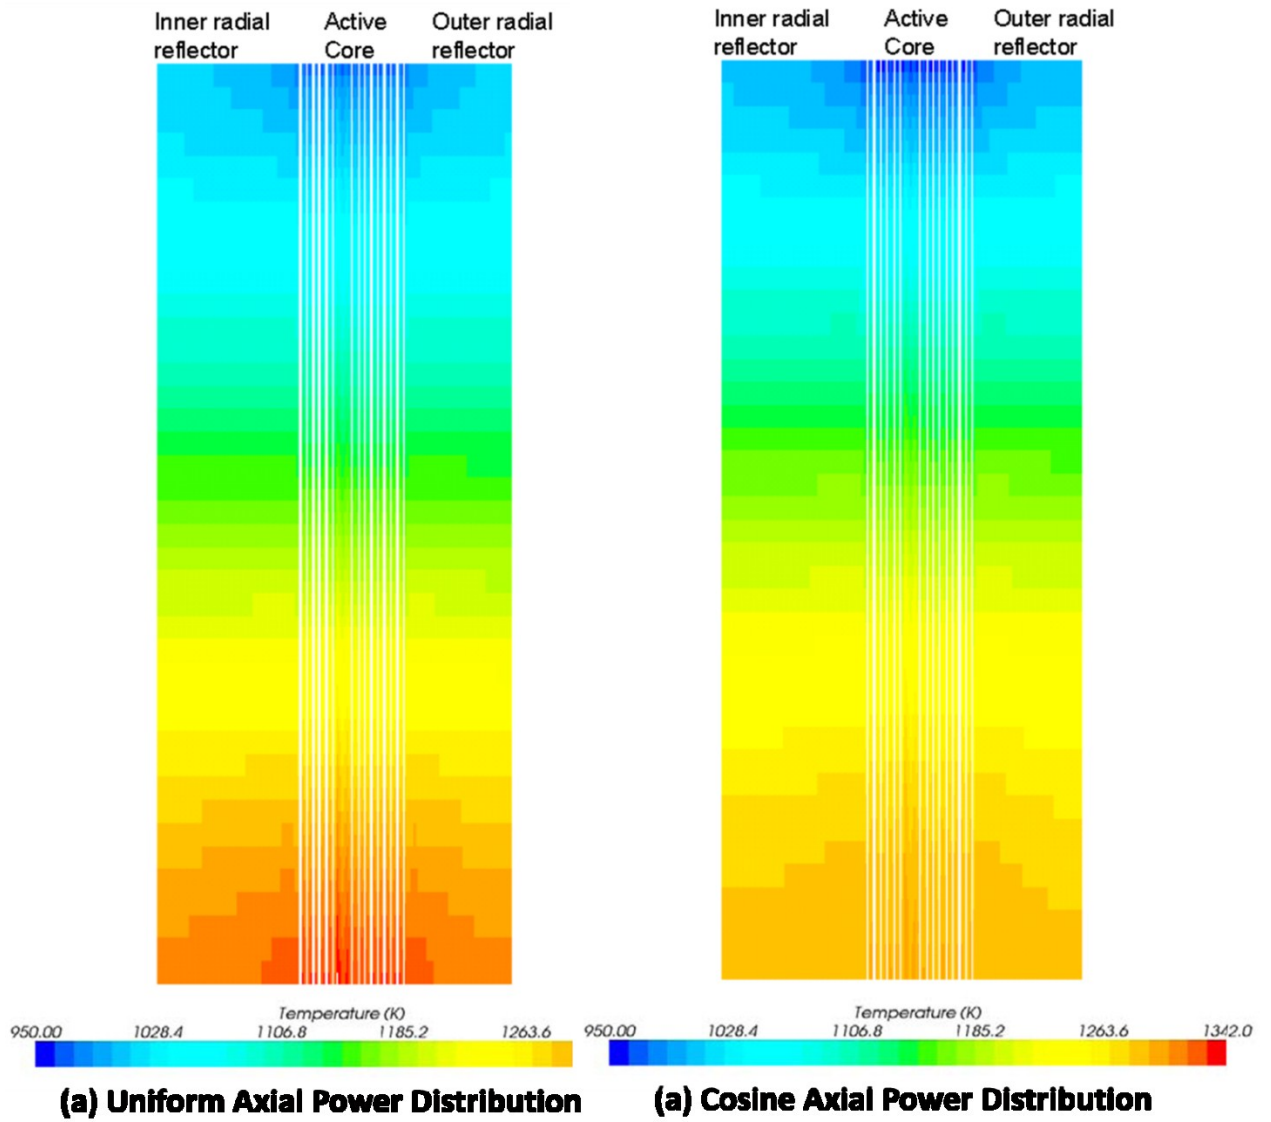 Inner radial reflector
Active Core
Outer radial reflector
Inner radial reflector
Active Core
Outer radial reflector
Temperature (K)
950.00 1028.4 1106.8 1185.2 1263.6
(a) Uniform Axial Power Distribution
Temperature (K)
950.00 1028.4 1106.8 1185.2 1263.6 1342.0
(a) Cosine Axial Power Distribution